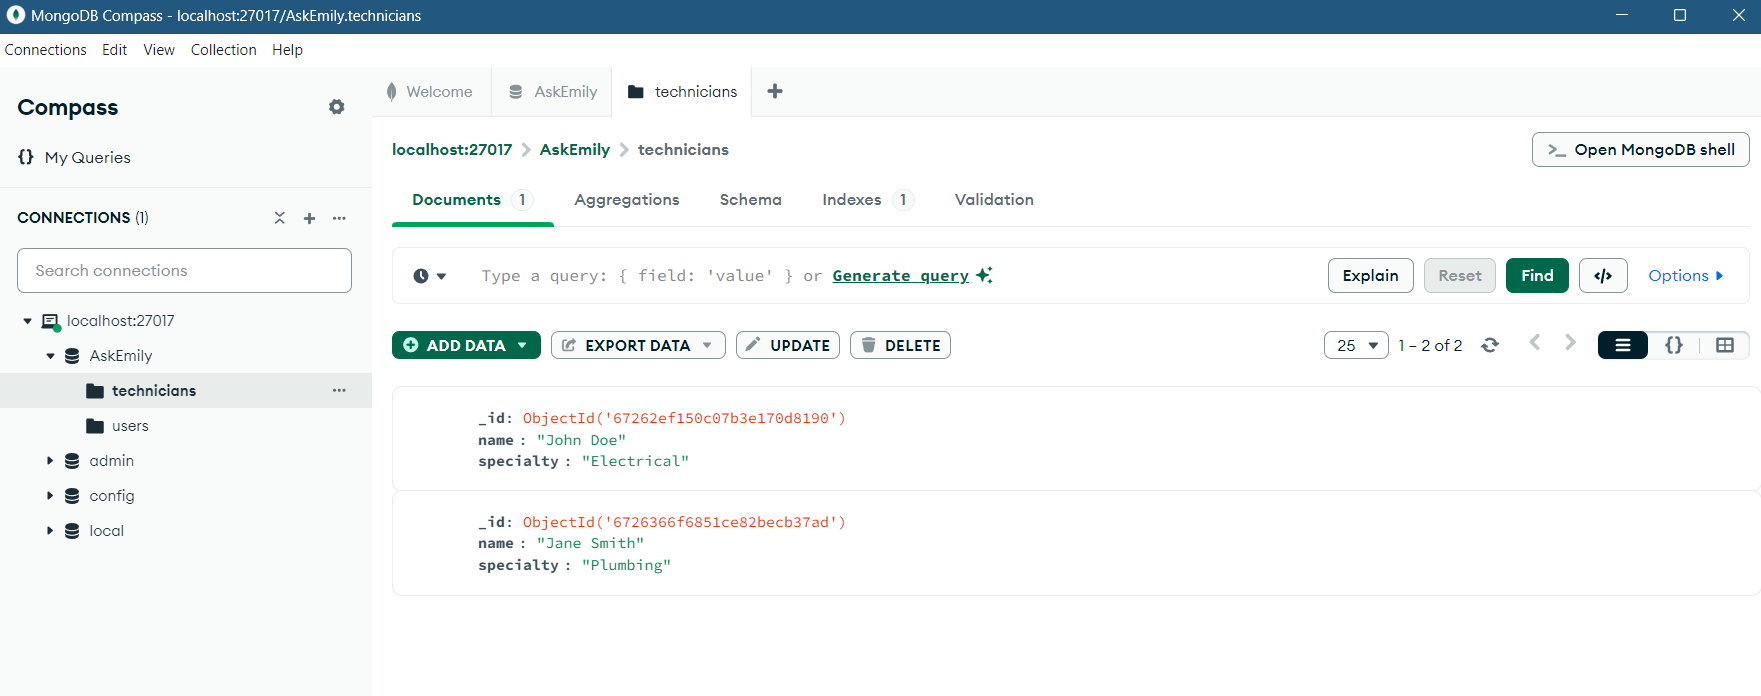 MongoDB Compass - localhost:27017/AskEmily.technicians
Connections Edit View Collection Help
Compass
{} My Queries
CONNECTIONS (1)
Search connections
localhost:27017
AskEmily
technicians
users
admin
config
local
Welcome
AskEmily
technicians
localhost:27017 > AskEmily > technicians
>_ Open MongoDB shell
Documents 1
Aggregations
Schema
Indexes 1
Validation
Type a query: { field: 'value' } or Generate query
Explain
Reset
Find
</>
Options
ADD DATA
EXPORT DATA
UPDATE
DELETE
25
1 – 2 of 2
{}
_id: ObjectId('67262ef150c07b3e170d8190')
name : "John Doe"
specialty : "Electrical"
_id: ObjectId('6726366f6851ce82becb37ad')
name : "Jane Smith"
specialty : "Plumbing"